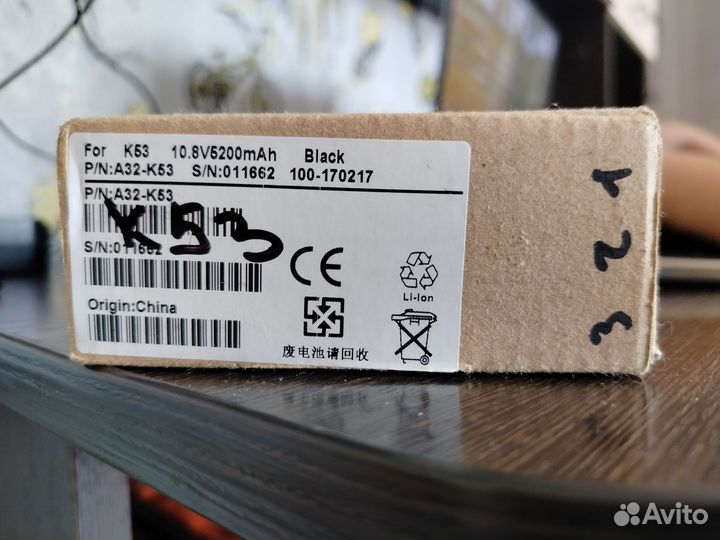 For K53 10.8V5200mAh Black
P/N:A32-K53 S/N:011662 100-170217
P/N:A32-K53
K53
S/N:011662
Origin:China
CE
Li-ion
废电池请回收
1
2
3
Avito